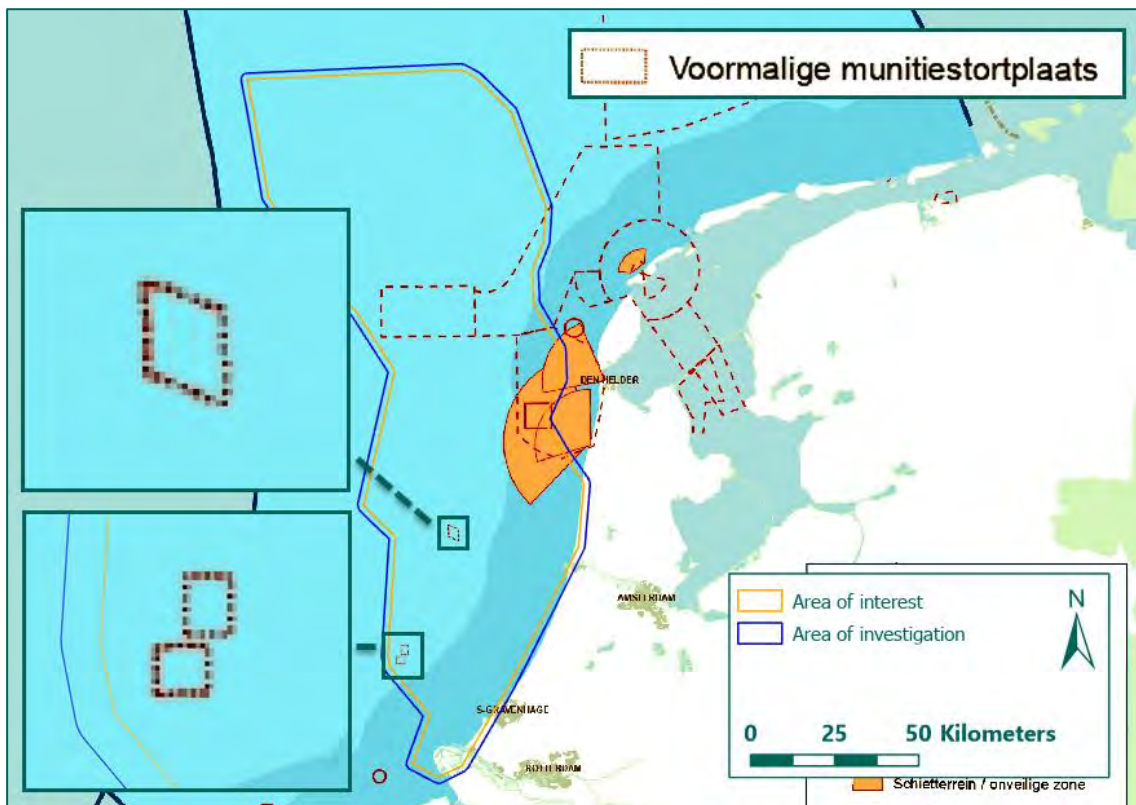 Voormalige munitiestortplaats
DEN HELDER
AMSTERDAM
S-GRAVENHAGE
ROTTERDAM
Area of interest
Area of investigation
N
0 25 50 Kilometers
Schietterrein / onveilige zone